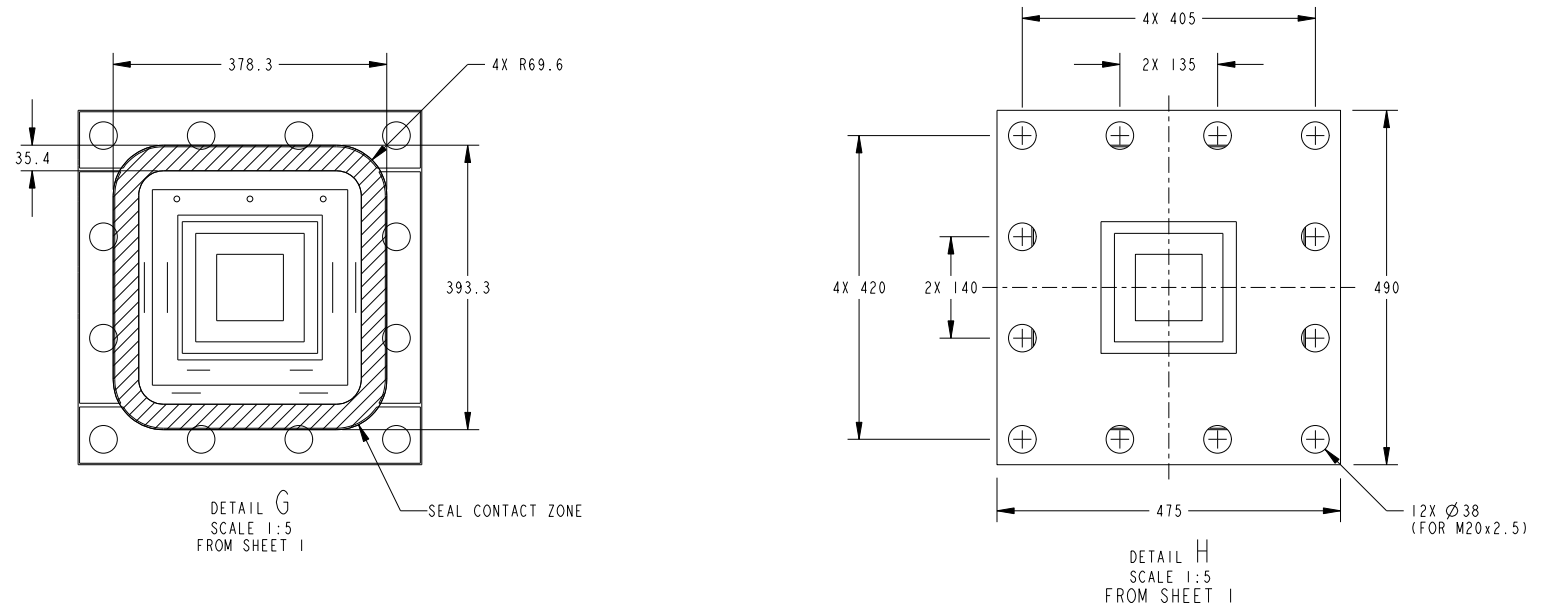 378.3
4X R69.6
35.4
393.3
SEAL CONTACT ZONE
DETAIL G
SCALE 1:5
FROM SHEET 1
4X 405
2X 135
4X 420
2X 140
490
475
12X Ø38
(FOR M20x2.5)
DETAIL H
SCALE 1:5
FROM SHEET 1